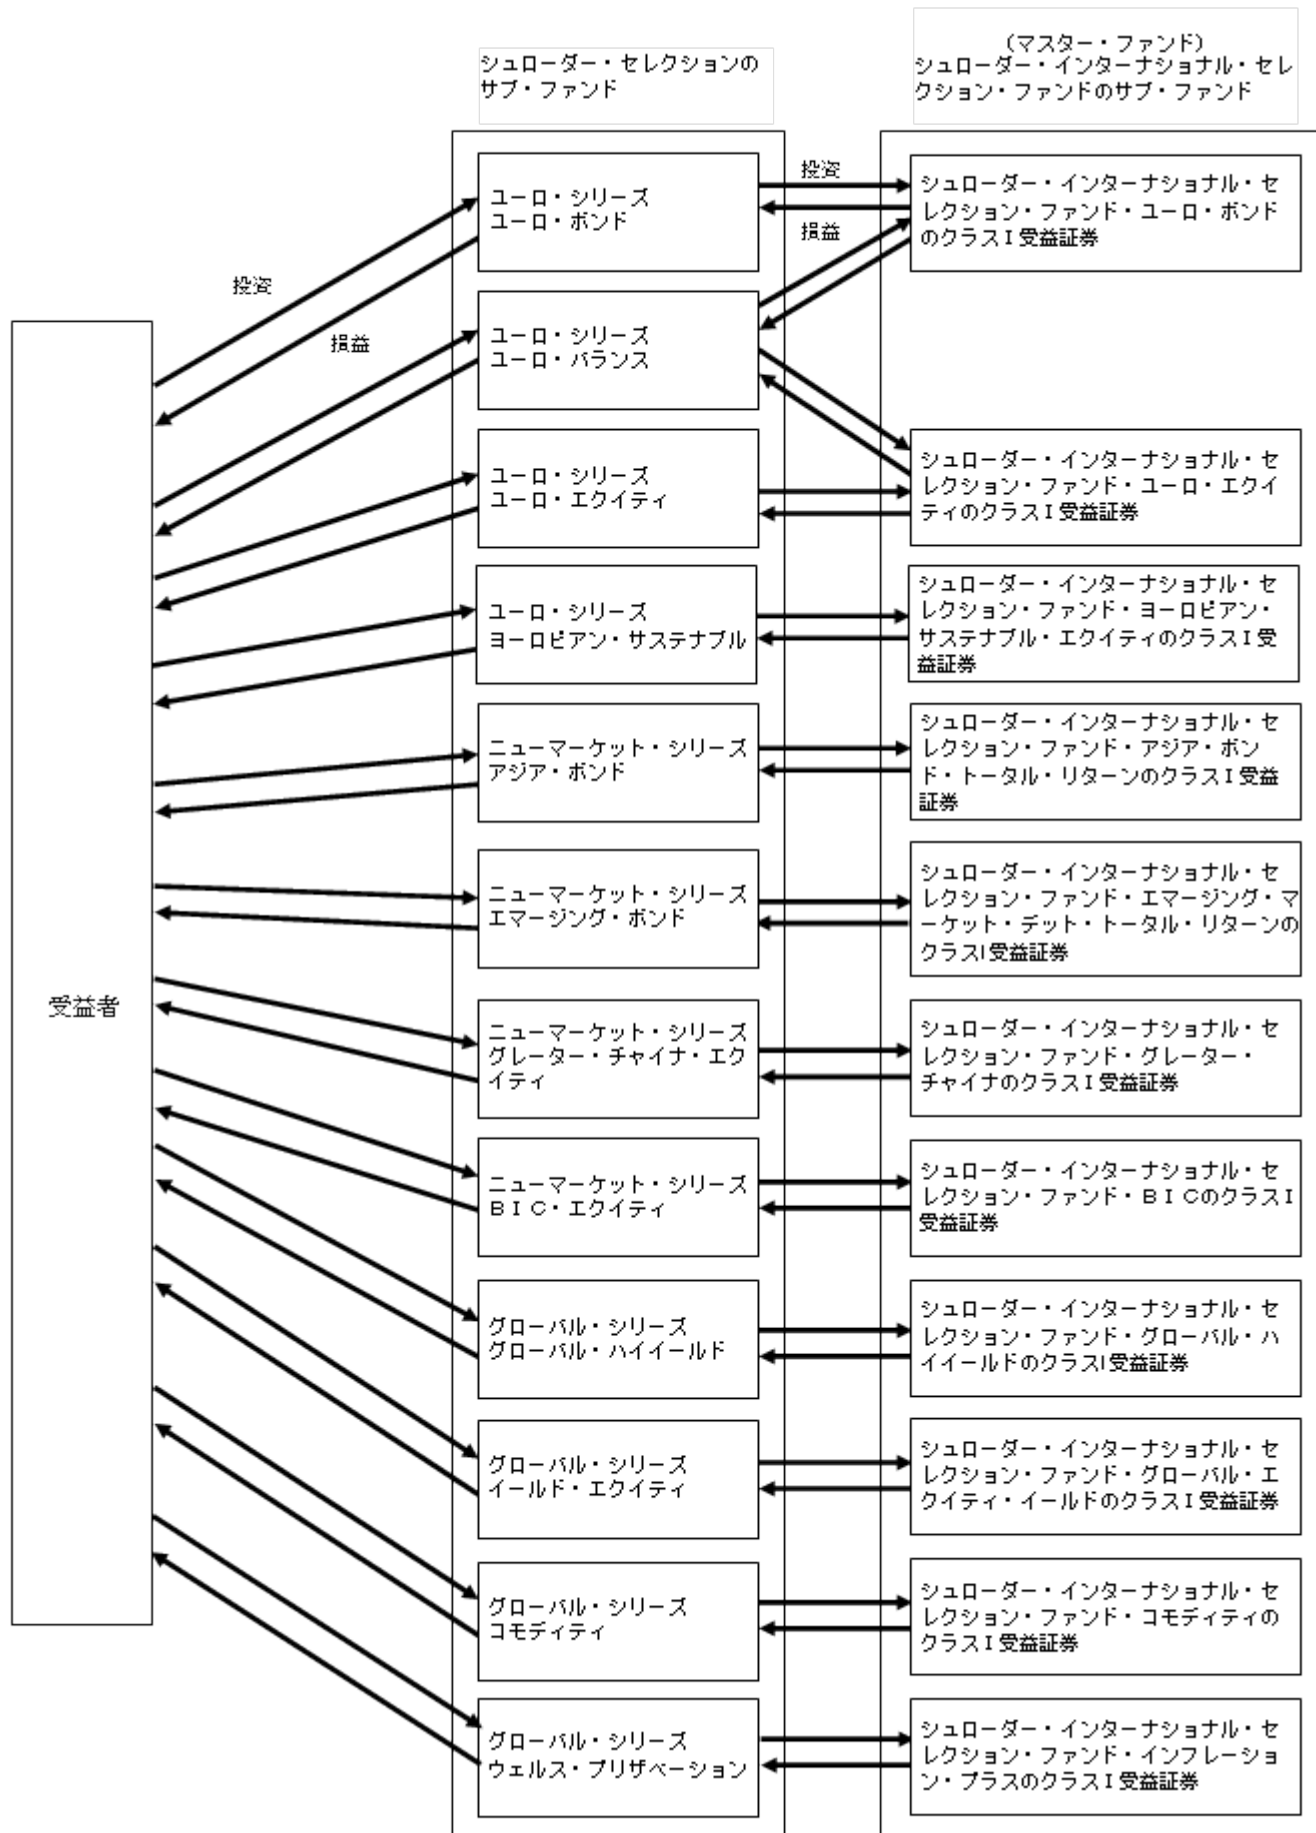 シュローダー・セレクションの
サブ・ファンド
(マスター・ファンド)
シュローダー・インターナショナル・セレ
クション・ファンドのサブ・ファンド
受益者
投資
損益
投資
損益
ユーロ・シリーズ
ユーロ・ボンド
シュローダー・インターナショナル・セ
レクション・ファンド・ユーロ・ボンド
のクラスI受益証券
ユーロ・シリーズ
ユーロ・バランス
ユーロ・シリーズ
ユーロ・エクイティ
シュローダー・インターナショナル・セ
レクション・ファンド・ユーロ・エクイ
ティのクラスI受益証券
ユーロ・シリーズ
ヨーロピアン・サステナブル
シュローダー・インターナショナル・セ
レクション・ファンド・ヨーロピアン・
サステナブル・エクイティのクラスI受
益証券
ニューマーケット・シリーズ
アジア・ボンド
シュローダー・インターナショナル・セ
レクション・ファンド・アジア・ボン
ド・トータル・リターンのクラスI受益
証券
ニューマーケット・シリーズ
エマージング・ボンド
シュローダー・インターナショナル・セ
レクション・ファンド・エマージング・マ
ーケット・デット・トータル・リターンの
クラスI受益証券
ニューマーケット・シリーズ
グレーター・チャイナ・エク
イティ
シュローダー・インターナショナル・セ
レクション・ファンド・グレーター・
チャイナのクラスI受益証券
ニューマーケット・シリーズ
BIC・エクイティ
シュローダー・インターナショナル・セ
レクション・ファンド・BICのクラスI
受益証券
グローバル・シリーズ
グローバル・ハイイールド
シュローダー・インターナショナル・セ
レクション・ファンド・グローバル・ハ
イイールドのクラスI受益証券
グローバル・シリーズ
イールド・エクイティ
シュローダー・インターナショナル・セ
レクション・ファンド・グローバル・エ
クイティ・イールドのクラスI受益証券
グローバル・シリーズ
コモディティ
シュローダー・インターナショナル・セ
レクション・ファンド・コモディティの
クラスI受益証券
グローバル・シリーズ
ウェルス・プリザベーション
シュローダー・インターナショナル・セ
レクション・ファンド・インフレーショ
ン・プラスのクラスI受益証券